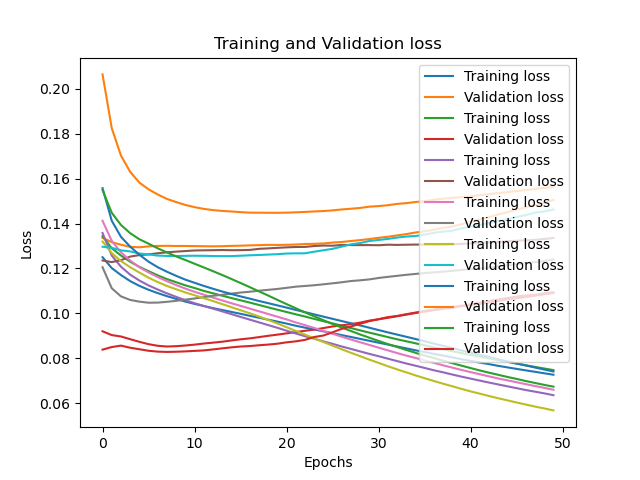 Training and Validation loss
Loss
0.20
0.18
0.16
0.14
0.12
0.10
0.08
0.06
Training loss
Validation loss
Training loss
Validation loss
Training loss
Validation loss
Training loss
Validation loss
Training loss
Validation loss
Training loss
Validation loss
Training loss
Validation loss
0 10 20 30 40 50
Epochs